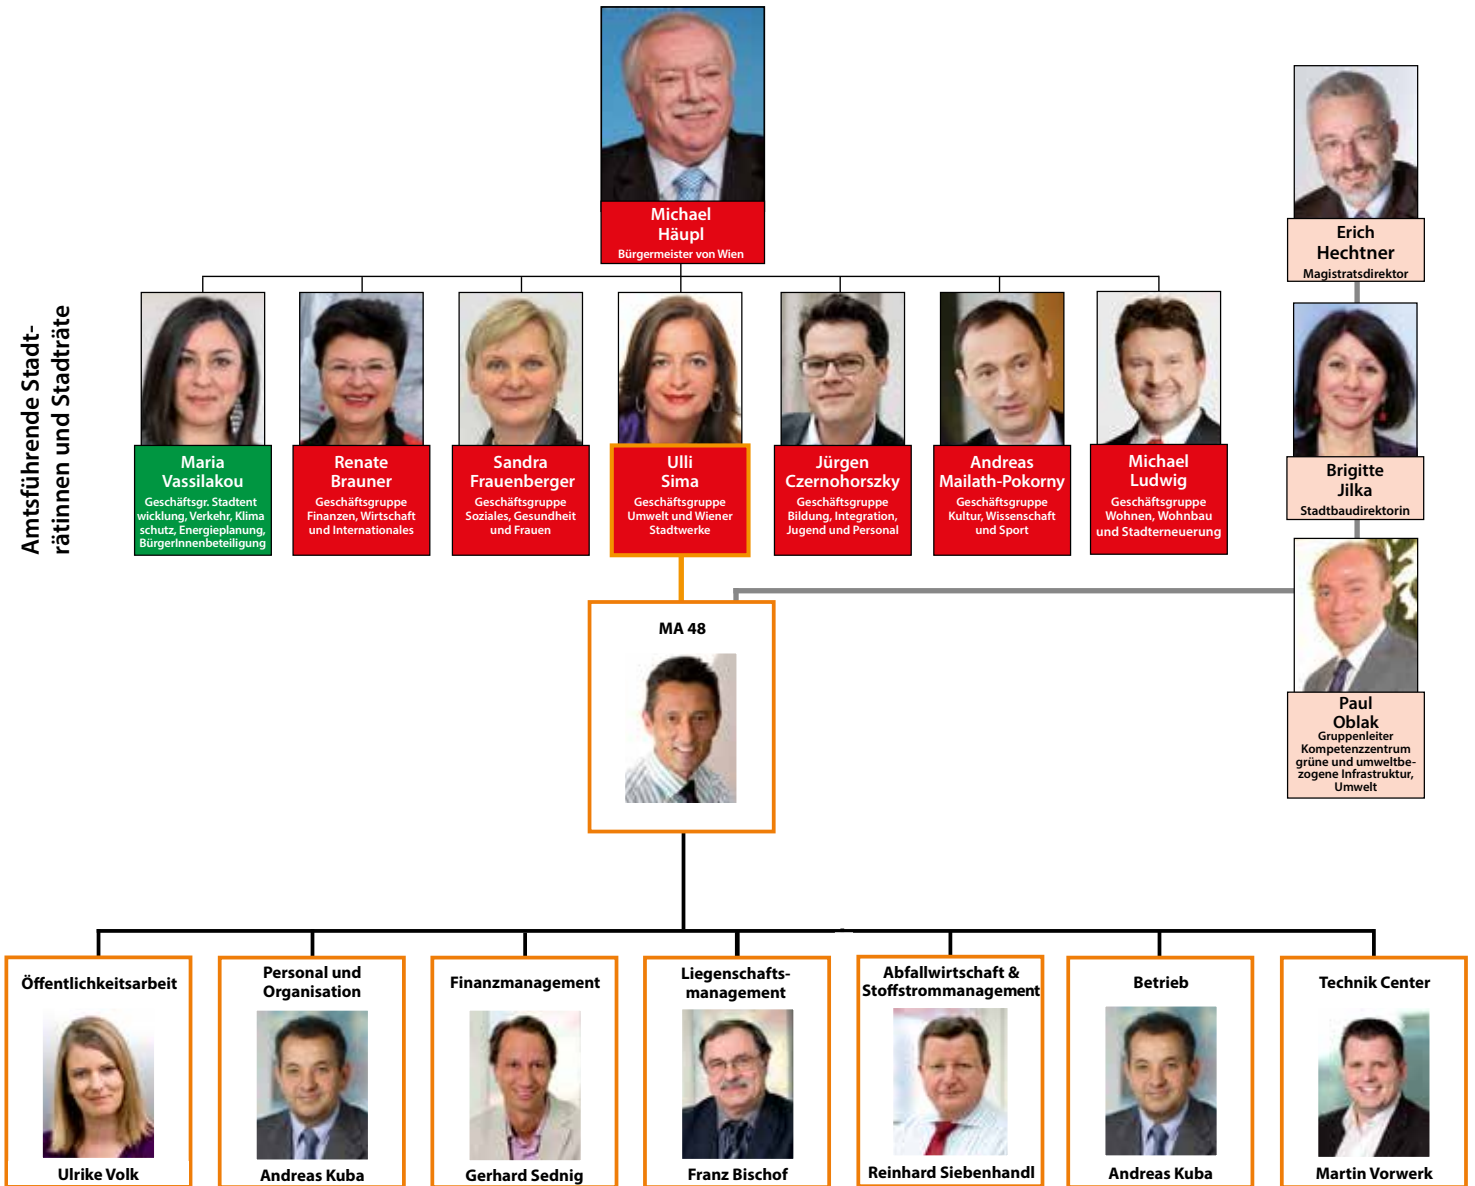 Michael
Häupl
Bürgermeister von Wien
Erich
Hechtner
Magistratsdirektor
Amtsführende Stadt-
rätinnen und Stadträte
Maria
Vassilakou
Geschäftsgr. Stadtent
wicklung, Verkehr, Klima
schutz, Energieplanung,
BürgerInnenbeteiligung
Renate
Brauner
Geschäftsgruppe
Finanzen, Wirtschaft
und Internationales
Sandra
Frauenberger
Geschäftsgruppe
Soziales, Gesundheit
und Frauen
Ulli
Sima
Geschäftsgruppe
Umwelt und Wiener
Stadtwerke
Jürgen
Czernohorszky
Geschäftsgruppe
Bildung, Integration,
Jugend und Personal
Andreas
Mailath-Pokorny
Geschäftsgruppe
Kultur, Wissenschaft
und Sport
Michael
Ludwig
Geschäftsgruppe
Wohnen, Wohnbau
und Stadterneuerung
Brigitte
Jilka
Stadtbaudirektorin
MA 48
Paul
Oblak
Gruppenleiter
Kompetenzzentrum
grüne und umweltbe-
zogene Infrastruktur,
Umwelt
Öffentlichkeitsarbeit
Ulrike Volk
Personal und
Organisation
Andreas Kuba
Finanzmanagement
Gerhard Sednig
Liegenschafts-
management
Franz Bischof
Abfallwirtschaft &
Stoffstrommanagement
Reinhard Siebenhandl
Betrieb
Andreas Kuba
Technik Center
Martin Vorwerk